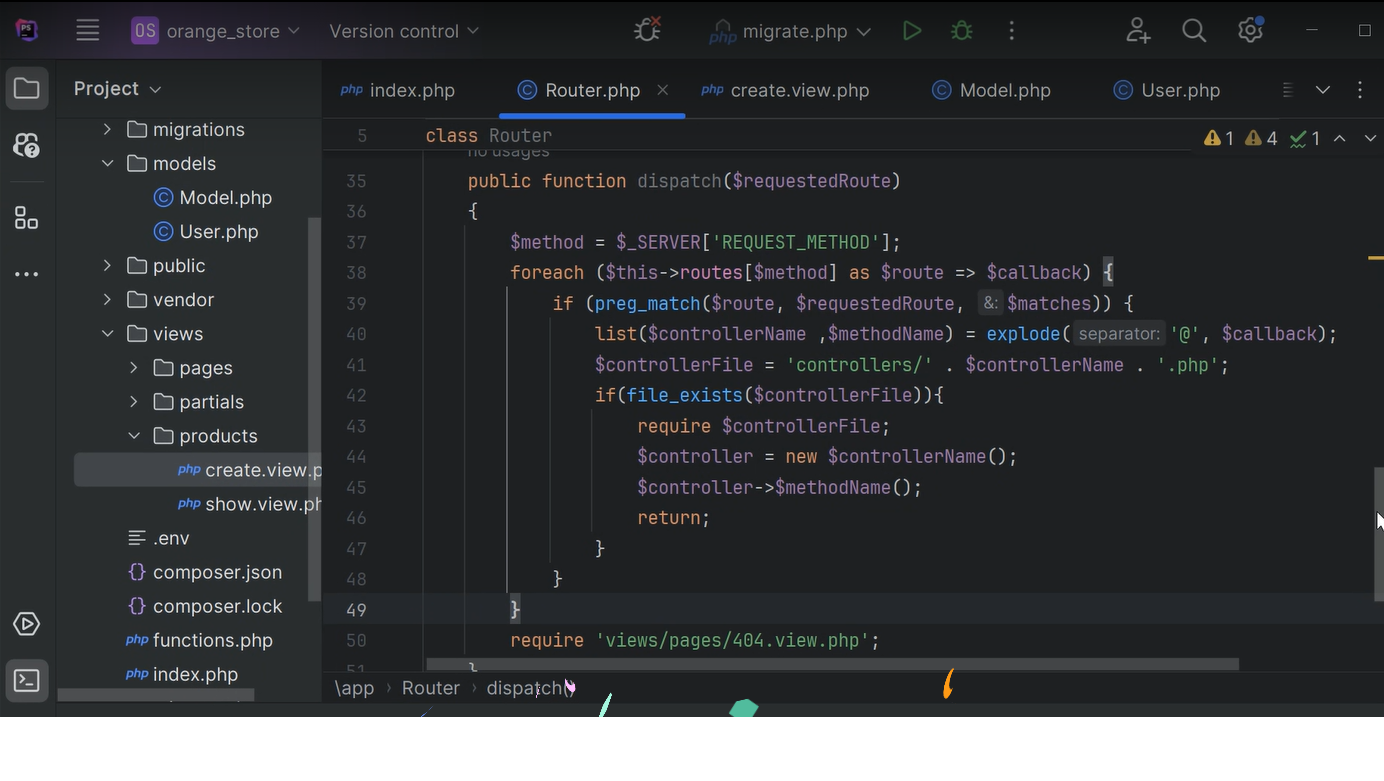 PS
OS orange_store Version control migrate.php
Project
index.php Router.php create.view.php Model.php User.php
migrations
models
Model.php
User.php
public
vendor
views
pages
partials
products
create.view.p
show.view.ph
.env
composer.json
composer.lock
functions.php
index.php
5 class Router
1 4 1
no usages
35 public function dispatch($requestedRoute)
36 {
37 $method = $_SERVER['REQUEST_METHOD'];
38 foreach ($this->routes[$method] as $route => $callback) {
39 if (preg_match($route, $requestedRoute, &: $matches)) {
40 list($controllerName ,$methodName) = explode( separator: '@', $callback);
41 $controllerFile = 'controllers/' . $controllerName . '.php';
42 if(file_exists($controllerFile)){
43 require $controllerFile;
44 $controller = new $controllerName();
45 $controller->$methodName();
46 return;
47 }
48 }
49 }
50 require 'views/pages/404.view.php';
51 }
\app › Router › dispatch()